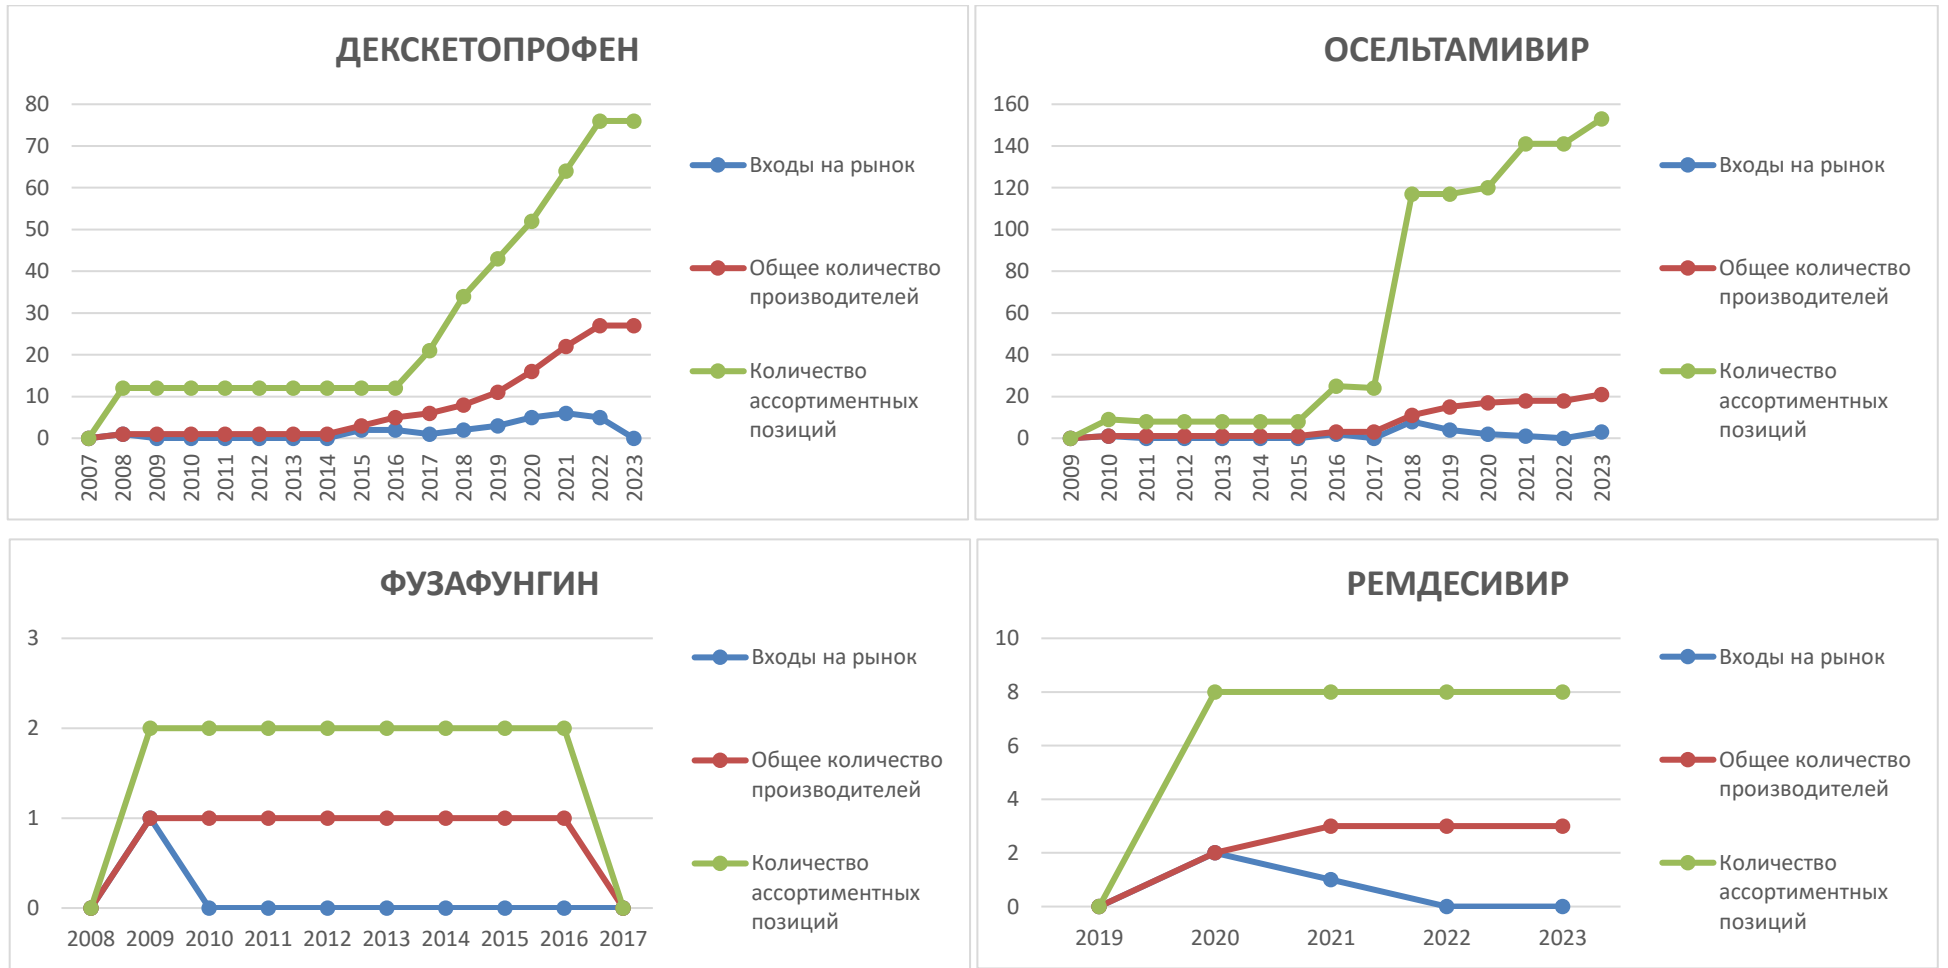 ДЕКСКЕТОПРОФЕН
80
70
60
50
40
30
20
10
0
2007
2008
2009
2010
2011
2012
2013
2014
2015
2016
2017
2018
2019
2020
2021
2022
2023
Входы на рынок
Общее количество
производителей
Количество
ассортиментных
позиций
ОСЕЛЬТАМИВИР
160
140
120
100
80
60
40
20
0
2009
2010
2011
2012
2013
2014
2015
2016
2017
2018
2019
2020
2021
2022
2023
Входы на рынок
Общее количество
производителей
Количество
ассортиментных
позиций
ФУЗАФУНГИН
3
2
1
0
2008 2009 2010 2011 2012 2013 2014 2015 2016 2017
Входы на рынок
Общее количество
производителей
Количество
ассортиментных
позиций
РЕМДЕСИВИР
10
8
6
4
2
0
2019 2020 2021 2022 2023
Входы на рынок
Общее количество
производителей
Количество
ассортиментных
позиций